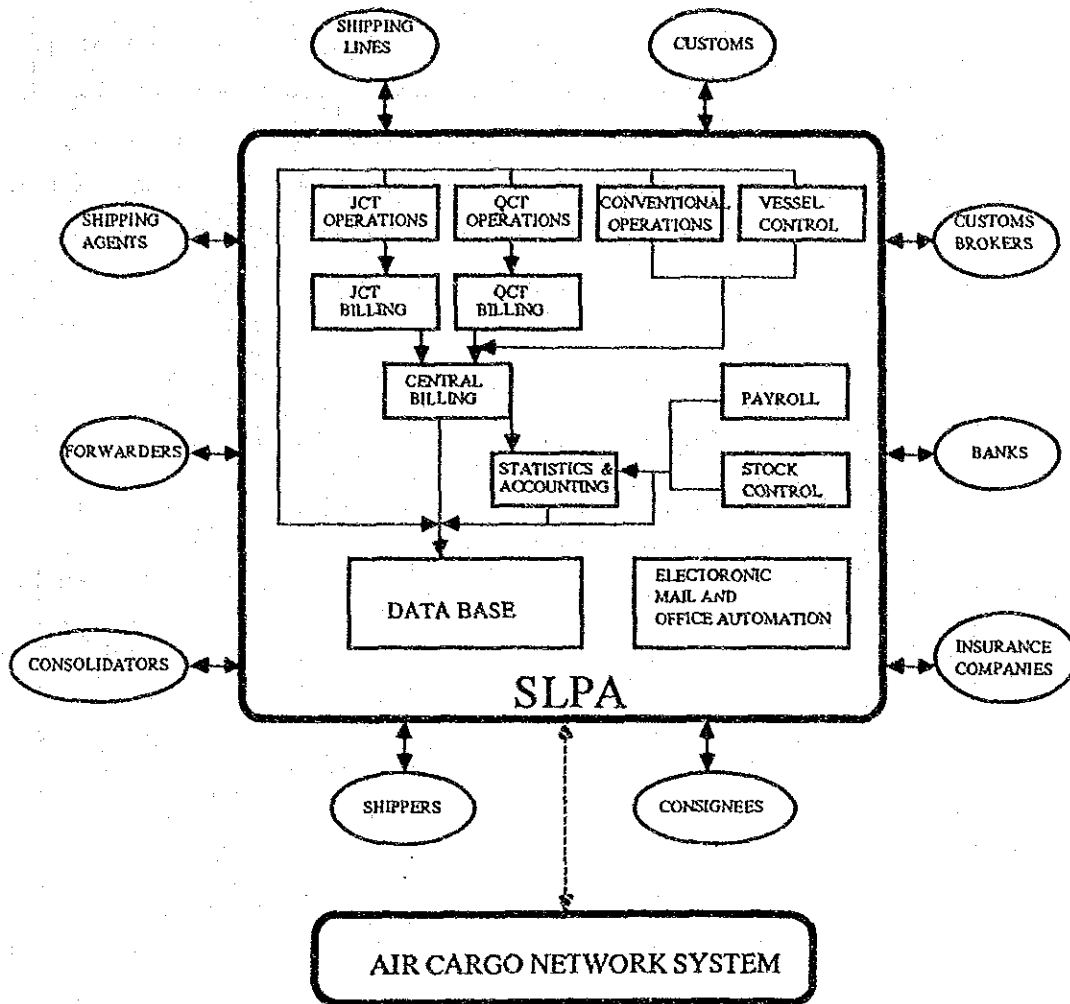 SHIPPING
LINES
CUSTOMS
JCT
OPERATIONS
QCT
OPERATIONS
CONVENTIONAL
OPERATIONS
VESSEL
CONTROL
SHIPPING
AGENTS
CUSTOMS
BROKERS
JCT
BILLING
QCT
BILLING
CENTRAL
BILLING
PAYROLL
FORWARDERS
STATISTICS &
ACCOUNTING
STOCK
CONTROL
BANKS
DATA BASE
ELECTORONIC
MAIL AND
OFFICE AUTOMATION
CONSOLIDATORS
INSURANCE
COMPANIES
SLPA
SHIPPERS
CONSIGNEES
AIR CARGO NETWORK SYSTEM